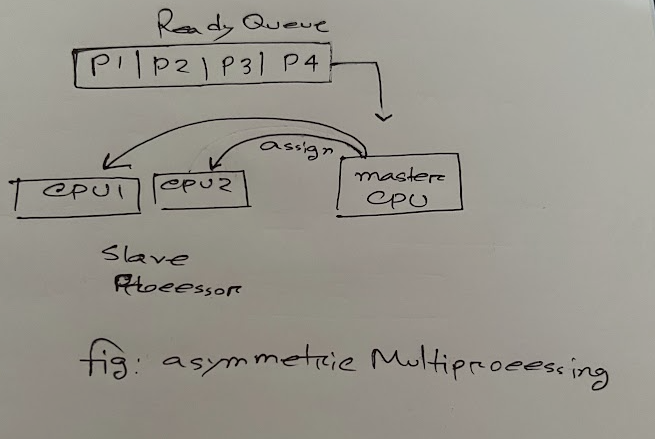 Ready Queue
P1 | P2 | P3 | P4
assign
CPU1
CPU2
master
CPU
Slave
Processor
fig: asymmetric Multiprocessing